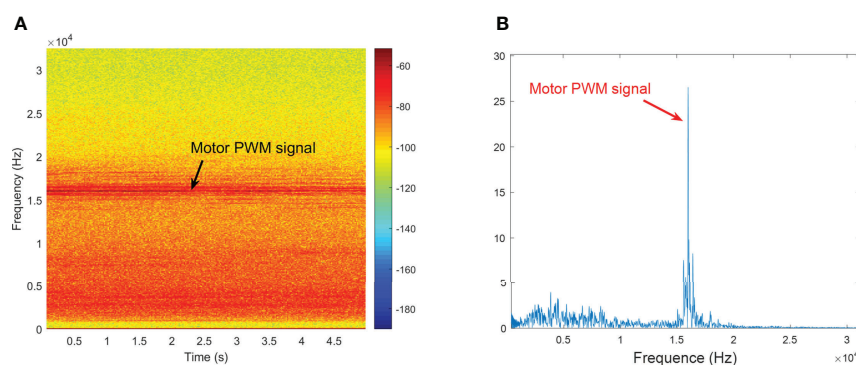 A
×10⁴
3
2.5
2
1.5
1
0.5
0
Frequency (Hz)
Motor PWM signal
0.5 1 1.5 2 2.5 3 3.5 4 4.5
Time (s)
-60
-80
-100
-120
-140
-160
-180
B
30
25
20
15
10
5
0
Motor PWM signal
0.5 1 1.5 2 2.5 3
Frequence (Hz)